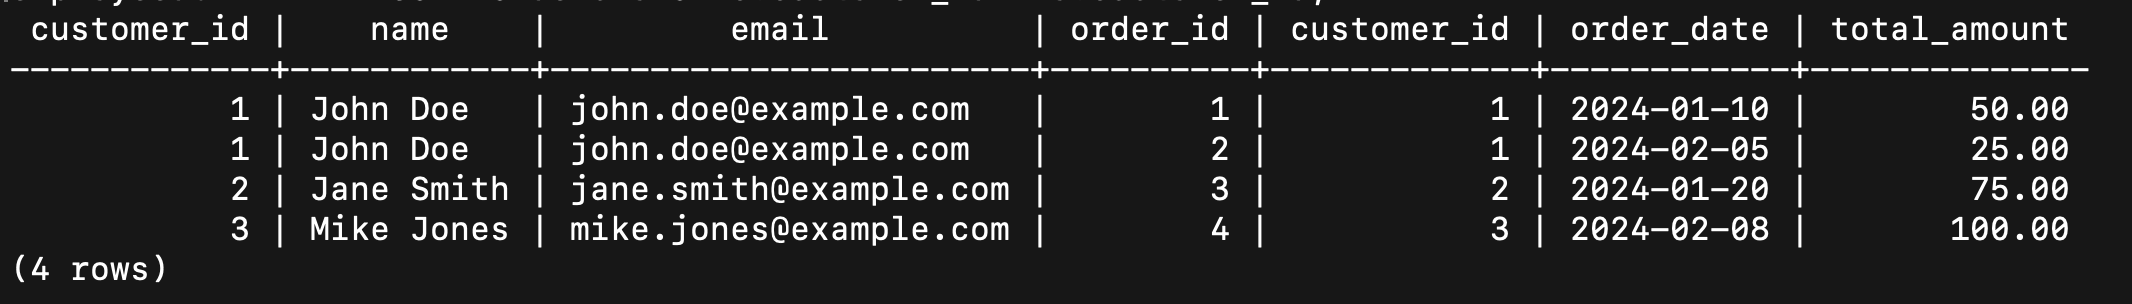 customer_id |    name    |         email          | order_id | customer_id | order_date | total_amount
-------------+------------+------------------------+----------+-------------+------------+--------------
           1 | John Doe   | john.doe@example.com   |        1 |           1 | 2024-01-10 |        50.00
           1 | John Doe   | john.doe@example.com   |        2 |           1 | 2024-02-05 |        25.00
           2 | Jane Smith | jane.smith@example.com |        3 |           2 | 2024-01-20 |        75.00
           3 | Mike Jones | mike.jones@example.com |        4 |           3 | 2024-02-08 |       100.00
(4 rows)